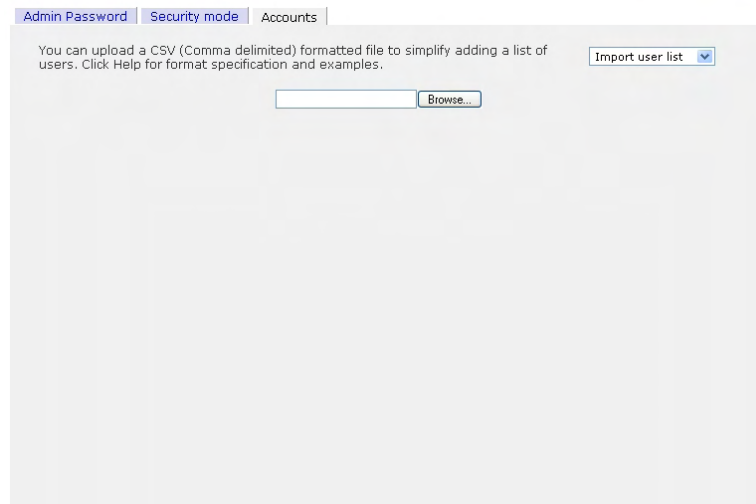 Admin Password Security mode Accounts
You can upload a CSV (Comma delimited) formatted file to simplify adding a list of
users. Click Help for format specification and examples.
Import user list
Browse...